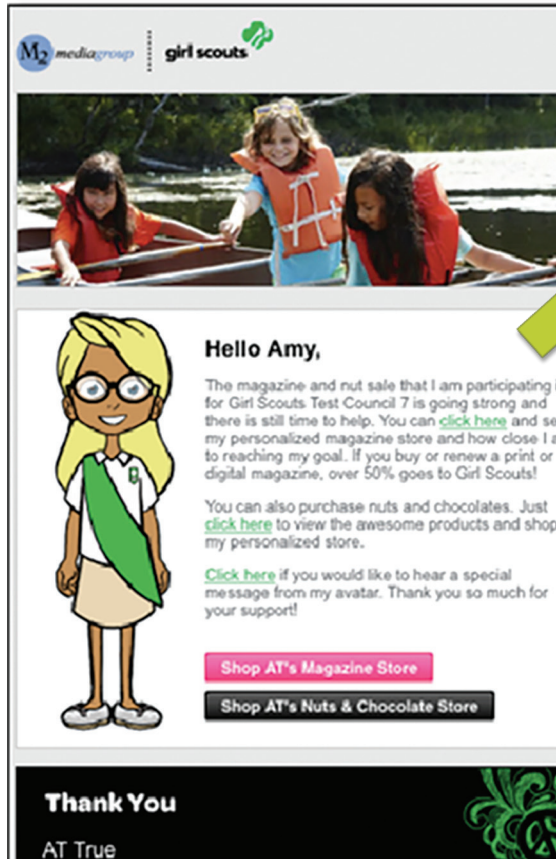 M2 mediagroup girl scouts
Hello Amy,
The magazine and nut sale that I am participating
for Girl Scouts Test Council 7 is going strong and
there is still time to help. You can click here and
my personalized magazine store and how close I
to reaching my goal. If you buy or renew a print or
digital magazine, over 50% goes to Girl Scouts!
You can also purchase nuts and chocolates. Just
click here to view the awesome products and shop
my personalized store.
Click here if you would like to hear a special
message from my avatar. Thank you so much for
your support!
Shop AT's Magazine Store
Shop AT's Nuts & Chocolate Store
Thank You
AT True